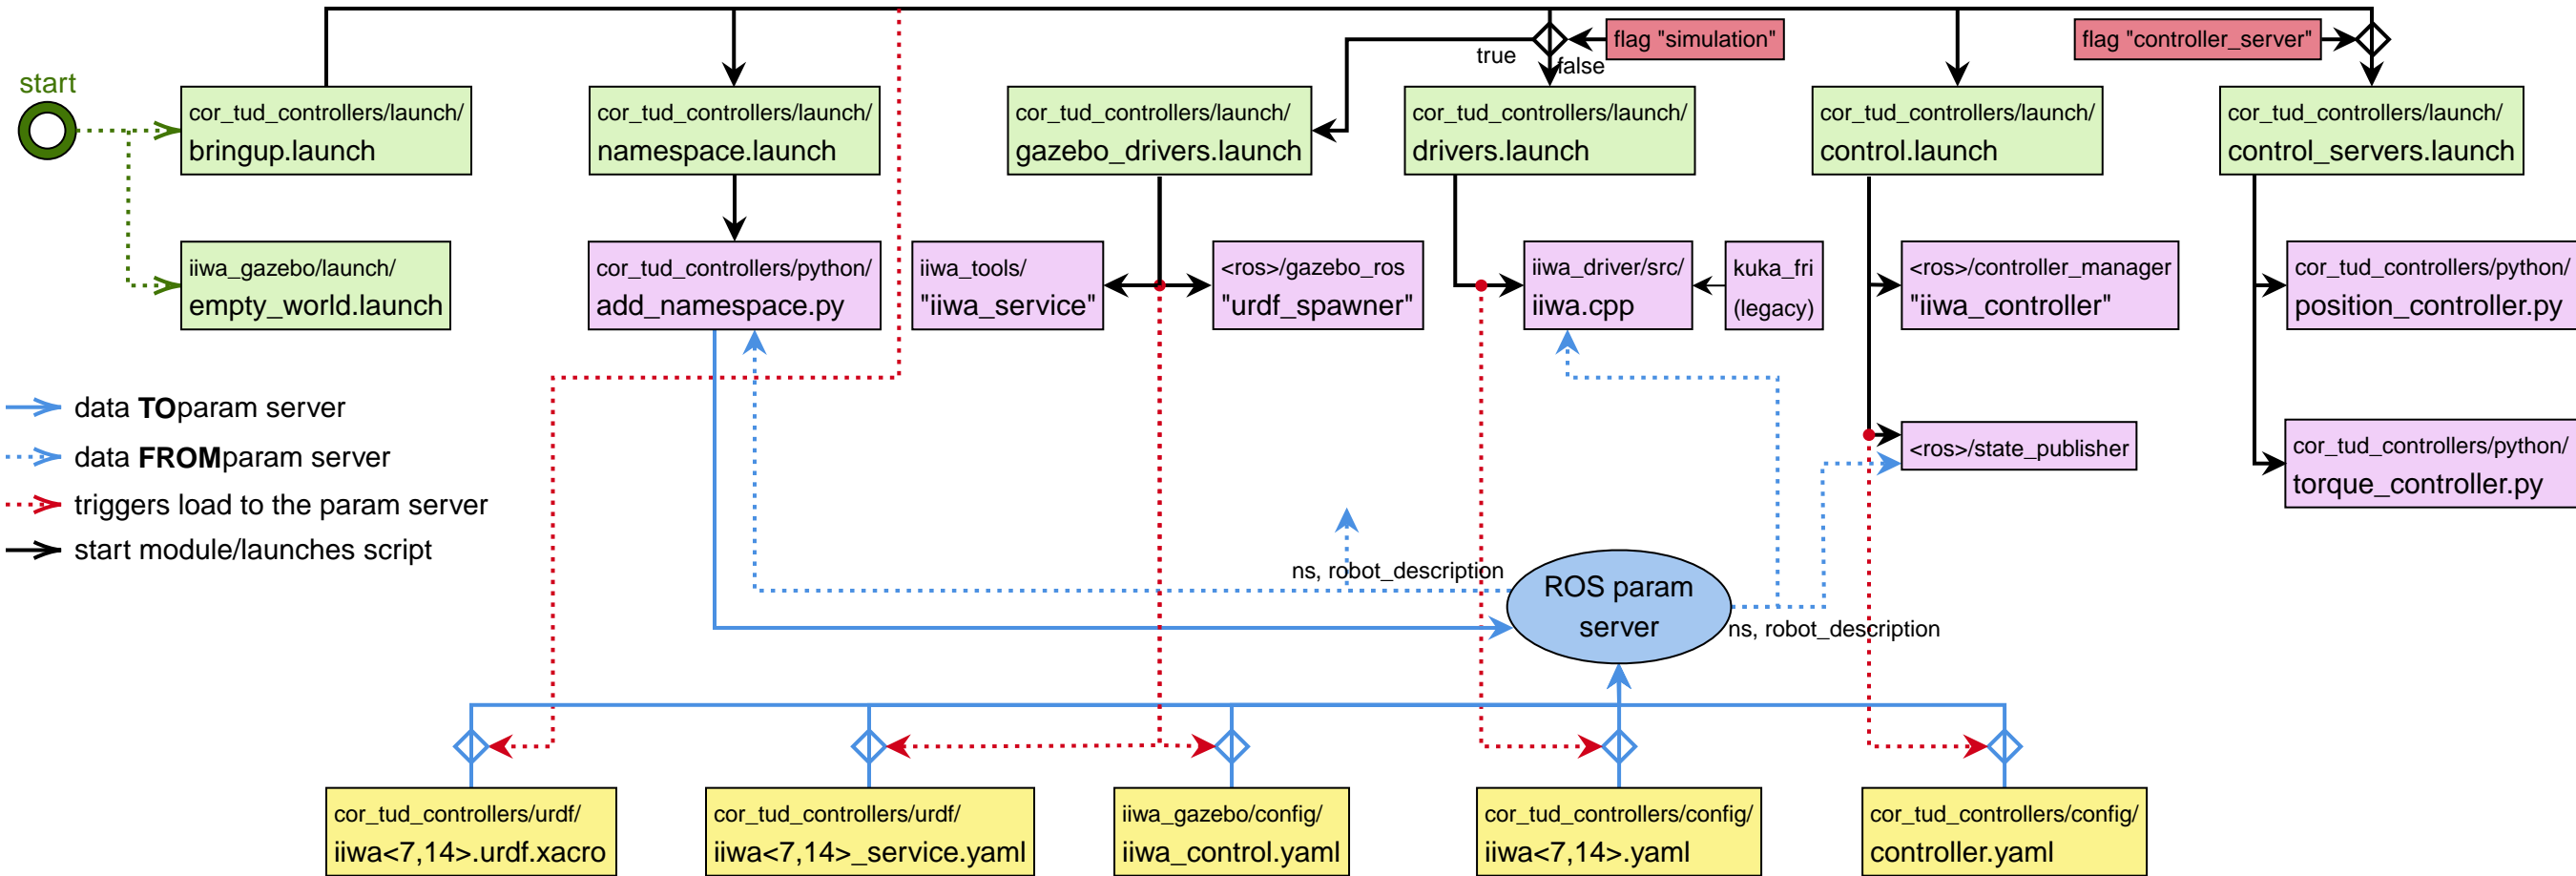 flag "simulation"
flag "controller_server"
true
false
start
cor_tud_controllers/launch/
bringup.launch
cor_tud_controllers/launch/
namespace.launch
cor_tud_controllers/launch/
gazebo_drivers.launch
cor_tud_controllers/launch/
drivers.launch
cor_tud_controllers/launch/
control.launch
cor_tud_controllers/launch/
control_servers.launch
iiwa_gazebo/launch/
empty_world.launch
cor_tud_controllers/python/
add_namespace.py
iiwa_tools/
"iiwa_service"
<ros>/gazebo_ros
"urdf_spawner"
iiwa_driver/src/
iiwa.cpp
kuka_fri
(legacy)
<ros>/controller_manager
"iiwa_controller"
cor_tud_controllers/python/
position_controller.py
data TOparam server
data FROMparam server
triggers load to the param server
start module/launches script
<ros>/state_publisher
cor_tud_controllers/python/
torque_controller.py
ns, robot_description
ROS param
server
ns, robot_description
cor_tud_controllers/urdf/
iiwa<7,14>.urdf.xacro
cor_tud_controllers/urdf/
iiwa<7,14>_service.yaml
iiwa_gazebo/config/
iiwa_control.yaml
cor_tud_controllers/config/
iiwa<7,14>.yaml
cor_tud_controllers/config/
controller.yaml